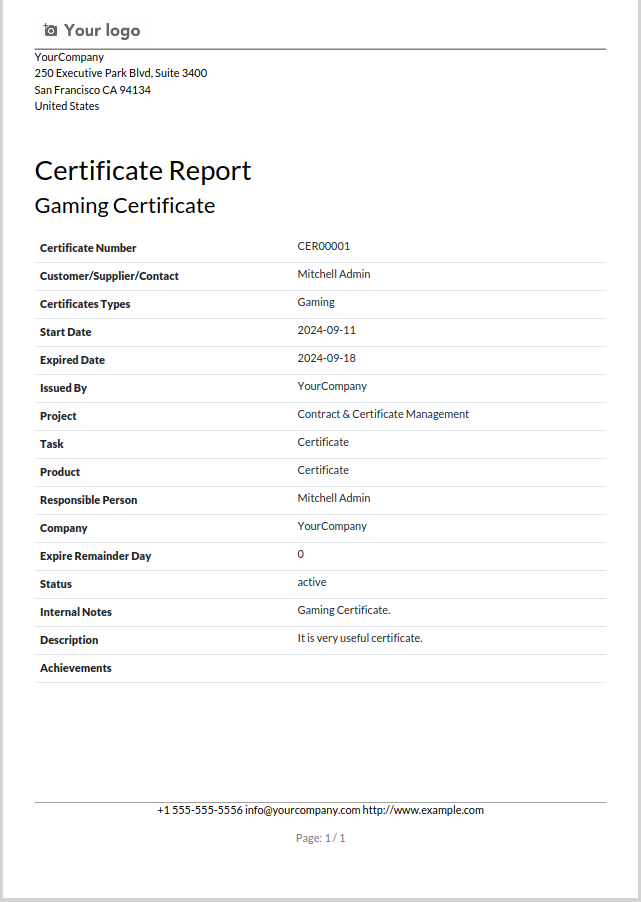 Your logo
YourCompany
250 Executive Park Blvd, Suite 3400
San Francisco CA 94134
United States
Certificate Report
Gaming Certificate
Certificate Number CER00001
Customer/Supplier/Contact Mitchell Admin
Certificates Types Gaming
Start Date 2024-09-11
Expired Date 2024-09-18
Issued By YourCompany
Project Contract & Certificate Management
Task Certificate
Product Certificate
Responsible Person Mitchell Admin
Company YourCompany
Expire Remainder Day 0
Status active
Internal Notes Gaming Certificate.
Description It is very useful certificate.
Achievements
+1 555-555-5556 info@yourcompany.com http://www.example.com
Page: 1 / 1